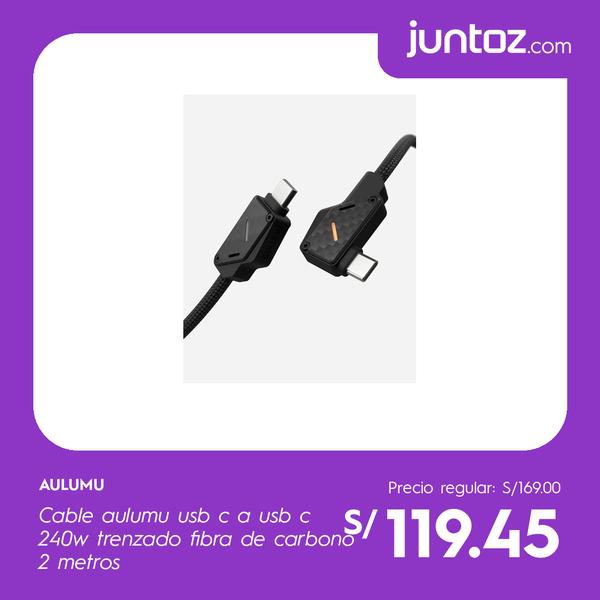 juntoz.com
AULUMU
Cable aulumu usb c a usb c
240w trenzado fibra de carbono
2 metros
Precio regular: S/169.00
S/119.45